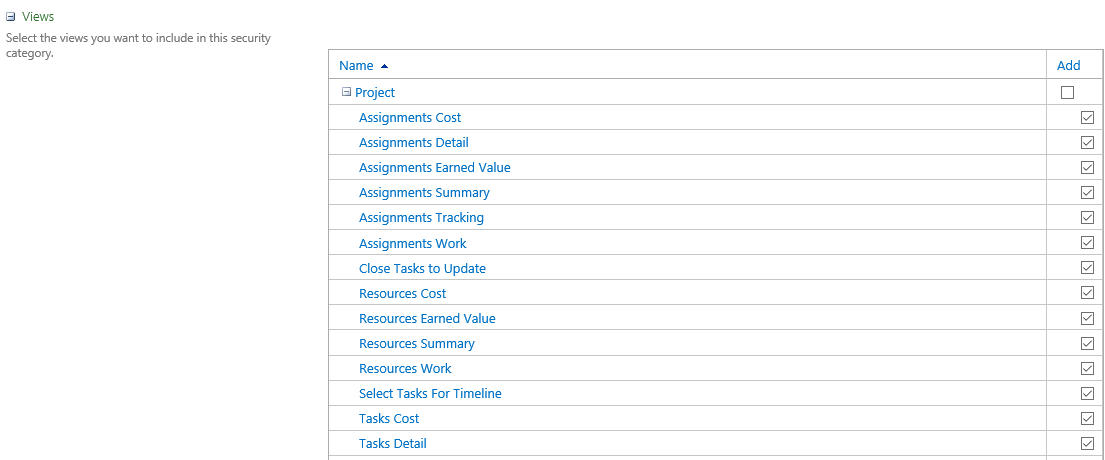 Views
Select the views you want to include in this security
category.
Name Add
Project
Assignments Cost
Assignments Detail
Assignments Earned Value
Assignments Summary
Assignments Tracking
Assignments Work
Close Tasks to Update
Resources Cost
Resources Earned Value
Resources Summary
Resources Work
Select Tasks For Timeline
Tasks Cost
Tasks Detail